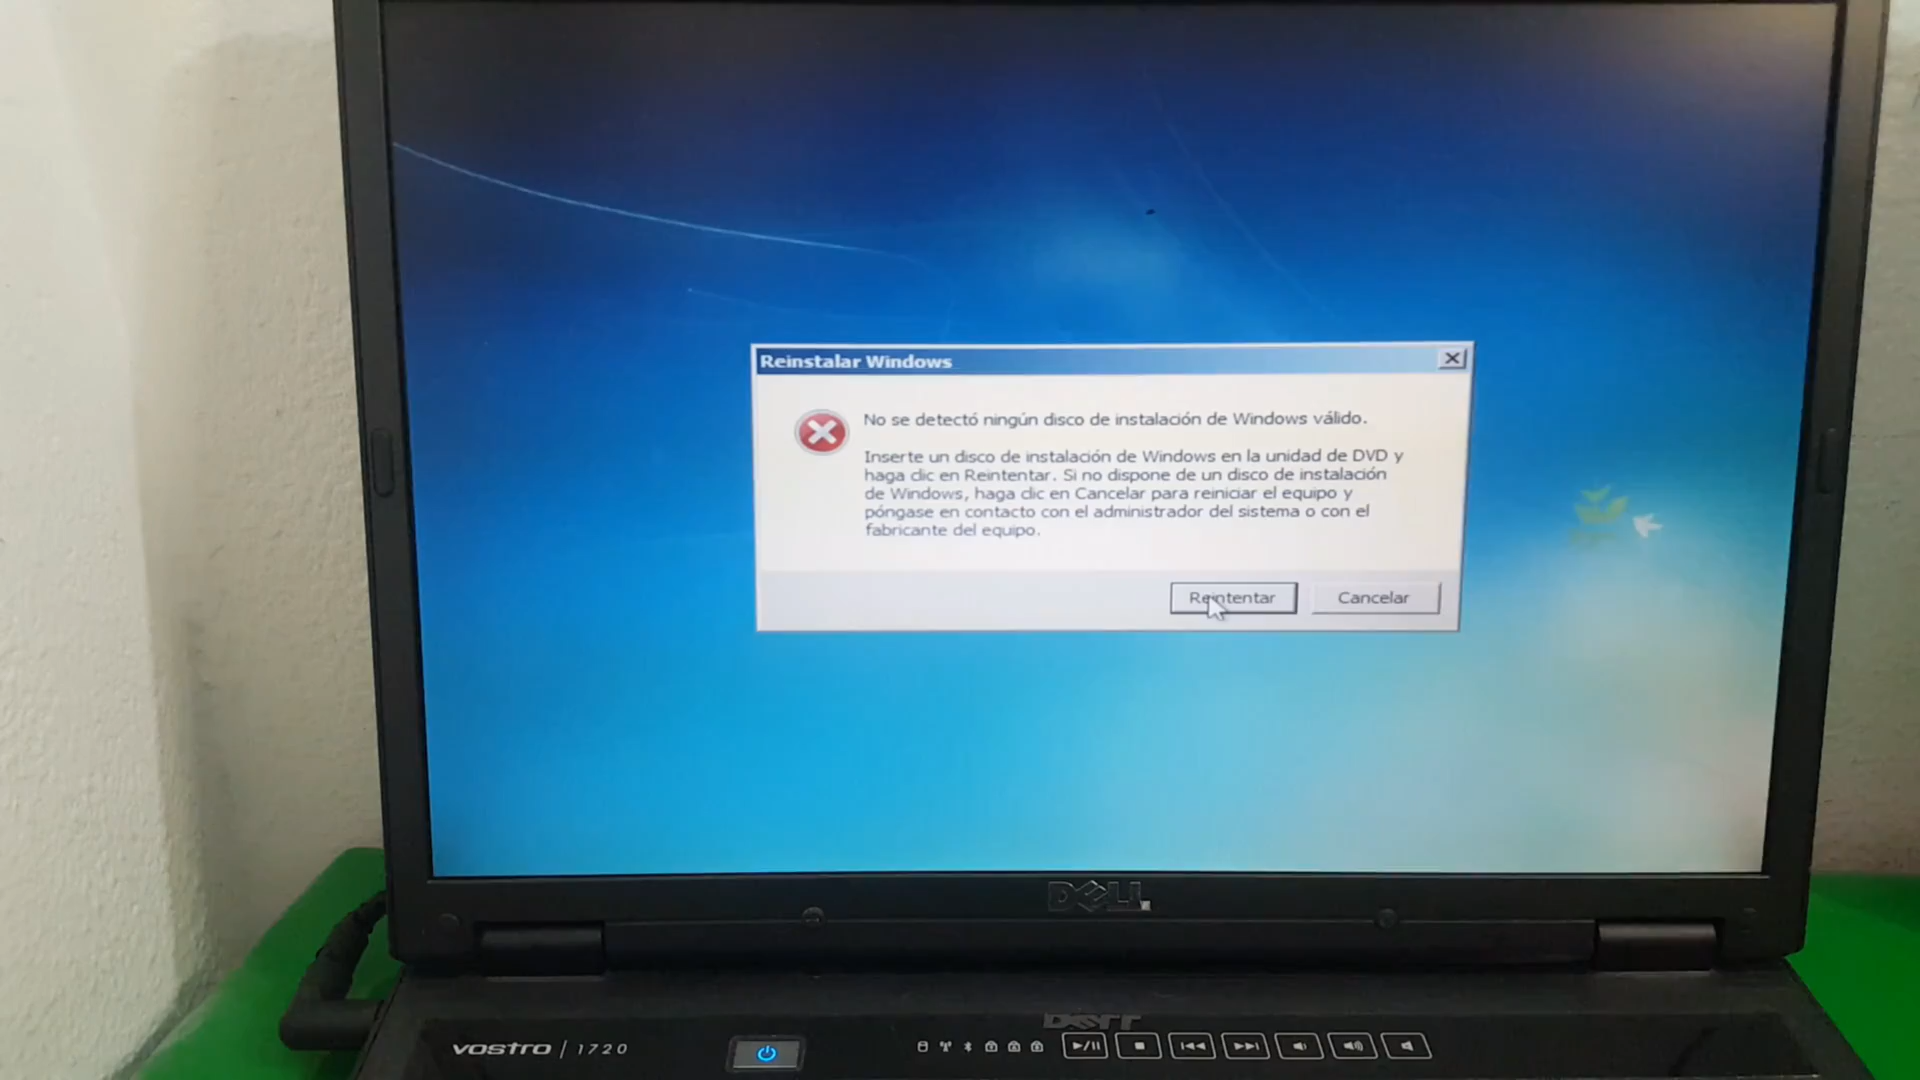 Reinstalar Windows
No se detectó ningún disco de instalación de Windows válido.
Inserte un disco de instalación de Windows en la unidad de DVD y
haga clic en Reintentar. Si no dispone de un disco de instalación
de Windows, haga clic en Cancelar para reiniciar el equipo y
póngase en contacto con el administrador del sistema o con el
fabricante del equipo.
Reintentar
Cancelar
DELL
vostro | 1720